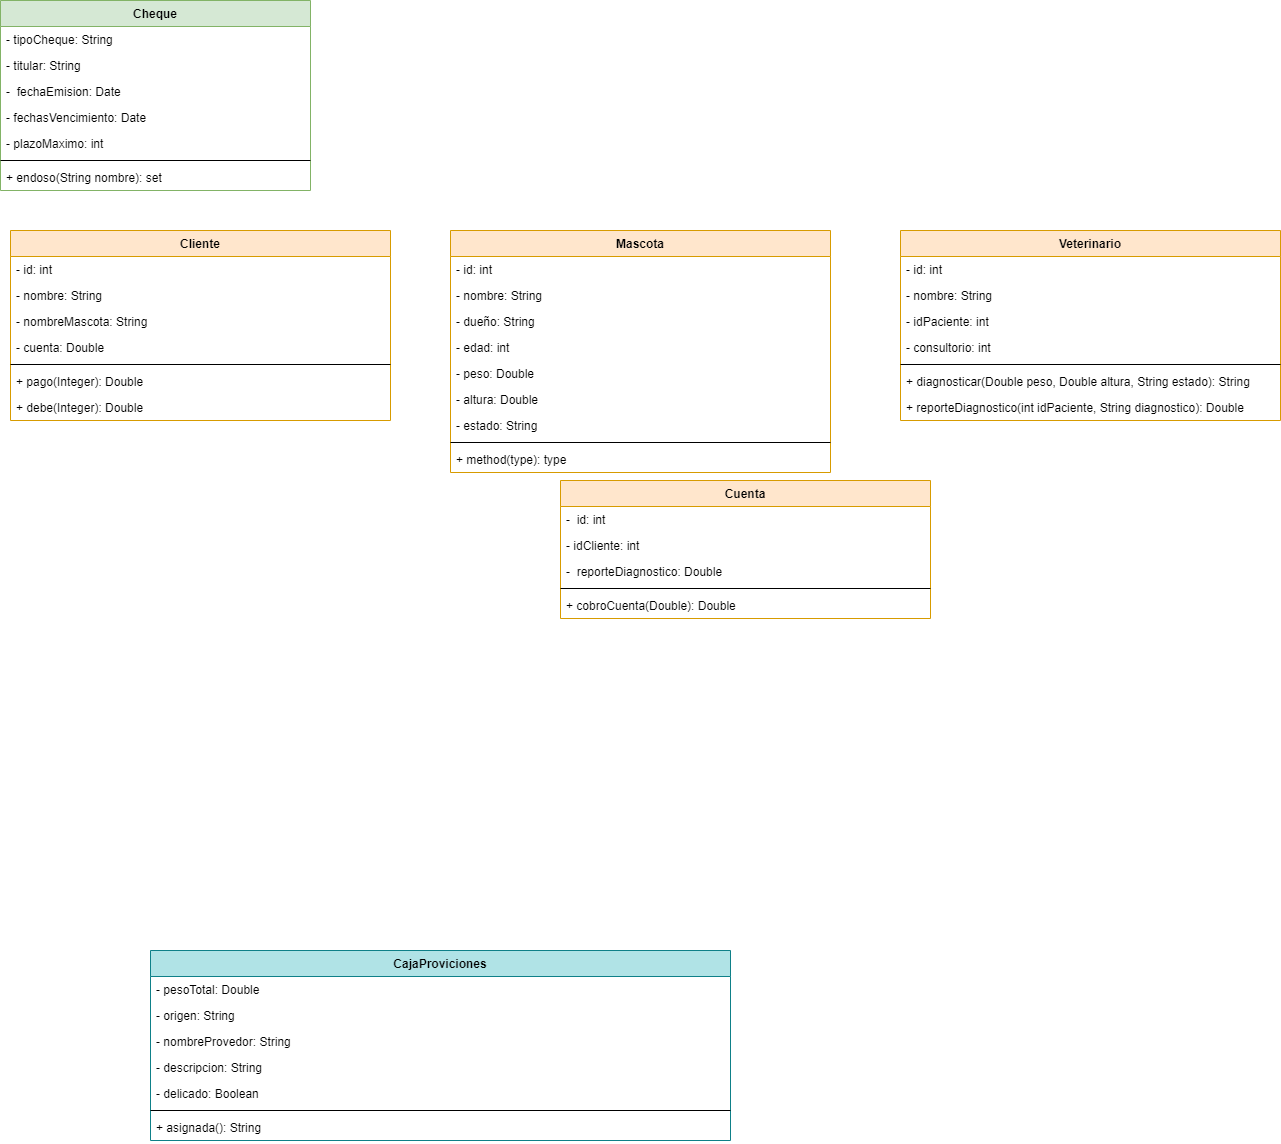 Cheque
- tipoCheque: String
- titular: String
-  fechaEmision: Date
- fechasVencimiento: Date
- plazoMaximo: int
+ endoso(String nombre): set
Cliente
- id: int
- nombre: String
- nombreMascota: String
- cuenta: Double
+ pago(Integer): Double
+ debe(Integer): Double
Mascota
- id: int
- nombre: String
- dueño: String
- edad: int
- peso: Double
- altura: Double
- estado: String
+ method(type): type
Veterinario
- id: int
- nombre: String
- idPaciente: int
- consultorio: int
+ diagnosticar(Double peso, Double altura, String estado): String
+ reporteDiagnostico(int idPaciente, String diagnostico): Double
Cuenta
-  id: int
- idCliente: int
-  reporteDiagnostico: Double
+ cobroCuenta(Double): Double
CajaProviciones
- pesoTotal: Double
- origen: String
- nombreProvedor: String
- descripcion: String
- delicado: Boolean
+ asignada(): String